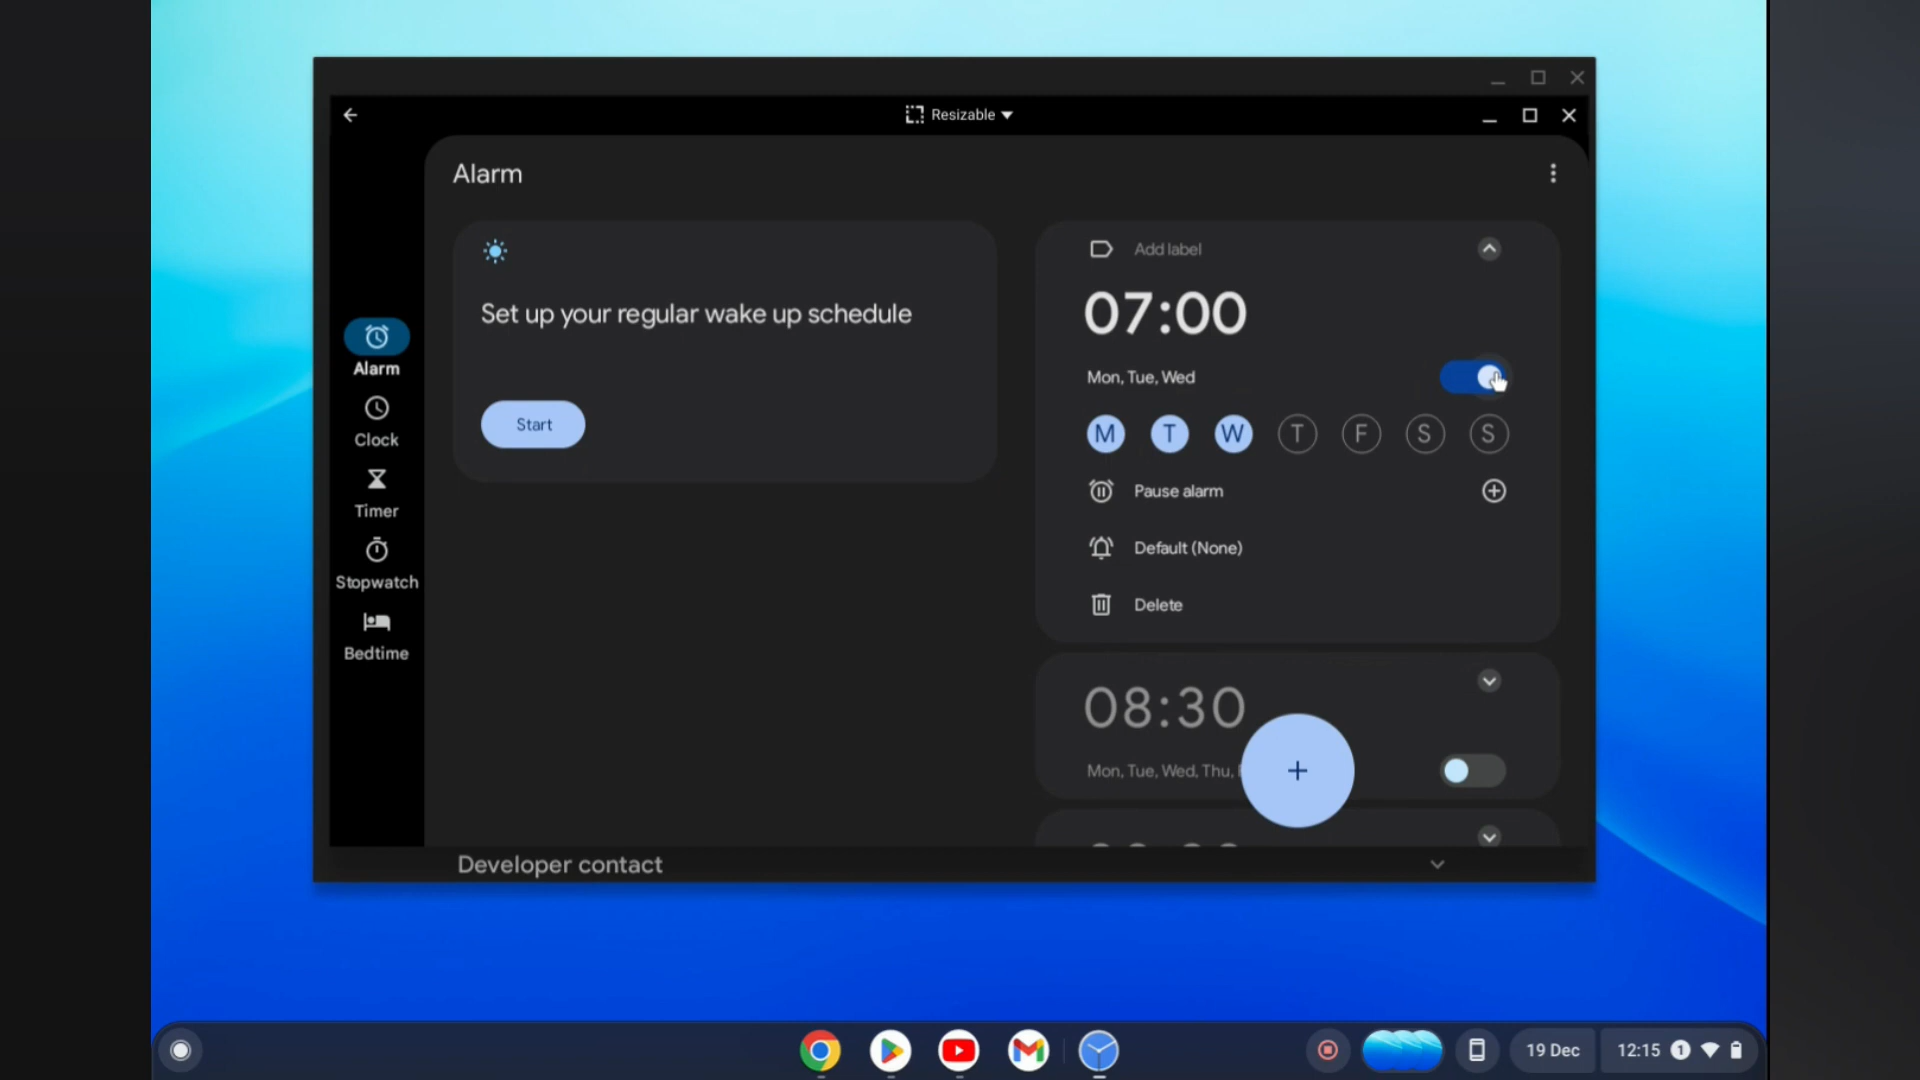 Resizable
Alarm
Set up your regular wake up schedule
Start
Alarm
Clock
Timer
Stopwatch
Bedtime
Add label
07:00
Mon, Tue, Wed
M T W T F S S
Pause alarm
Default (None)
Delete
08:30
Mon, Tue, Wed, Thu,
+
Developer contact
19 Dec
12:15 1